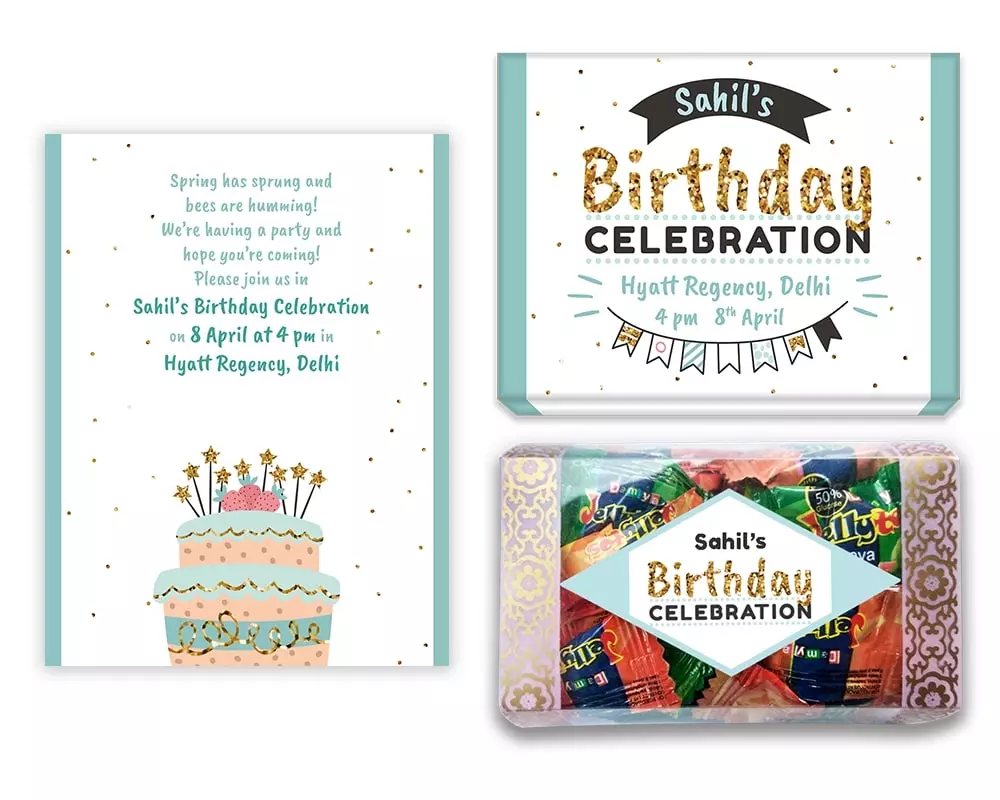 Spring has sprung and
bees are humming!
We're having a party and
hope you're coming!
Please join us in
Sahil's Birthday Celebration
on 8 April at 4 pm in
Hyatt Regency, Delhi
Sahil's
Birthday
CELEBRATION
Hyatt Regency, Delhi
4 pm 8th April
Sahil's
Birthday
CELEBRATION
Damya
50%